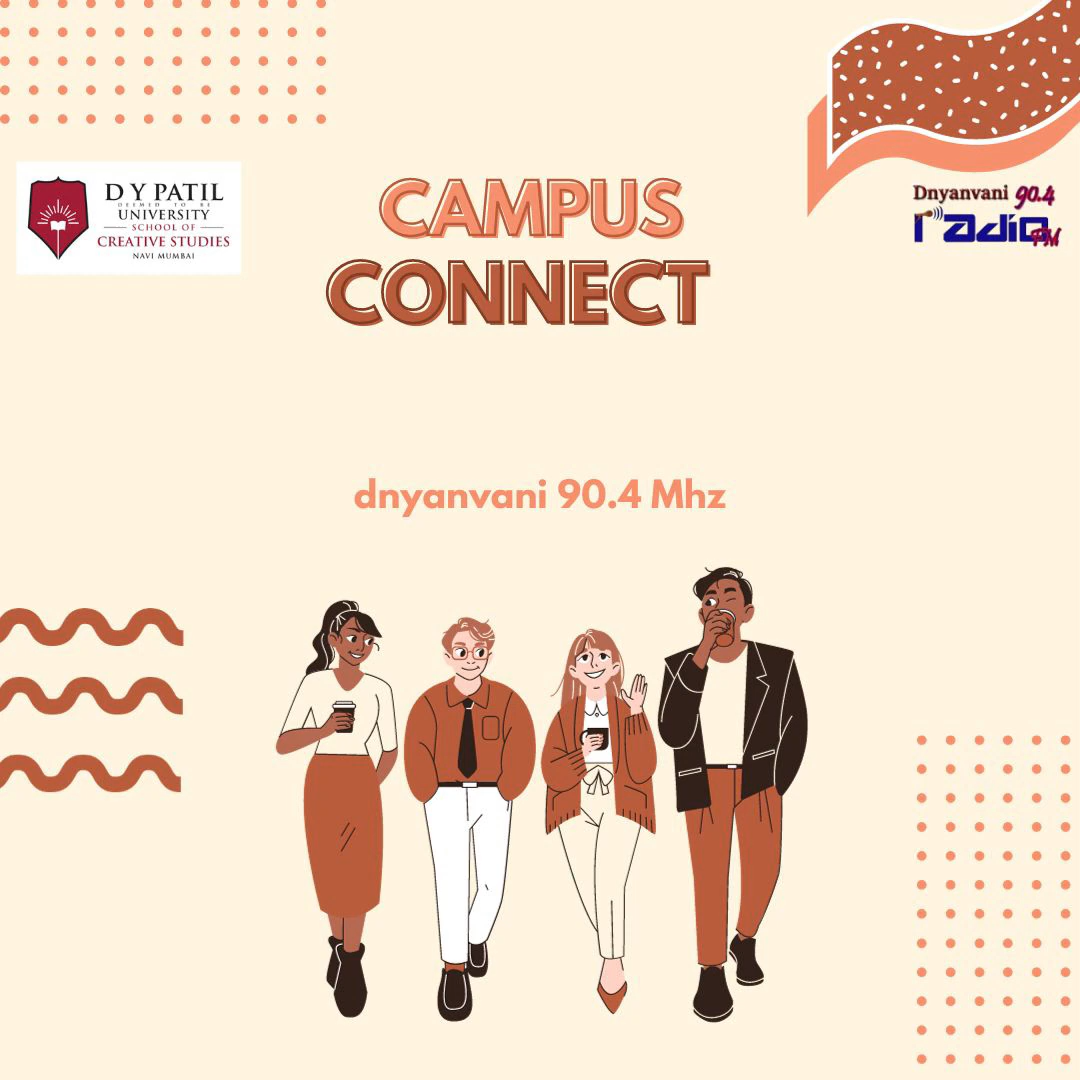 D Y PATIL
DEEMED TO BE
UNIVERSITY
SCHOOL OF
CREATIVE STUDIES
NAVI MUMBAI
CAMPUS
CONNECT
Dnyanvani 90.4
radio FM
dnyanvani 90.4 Mhz